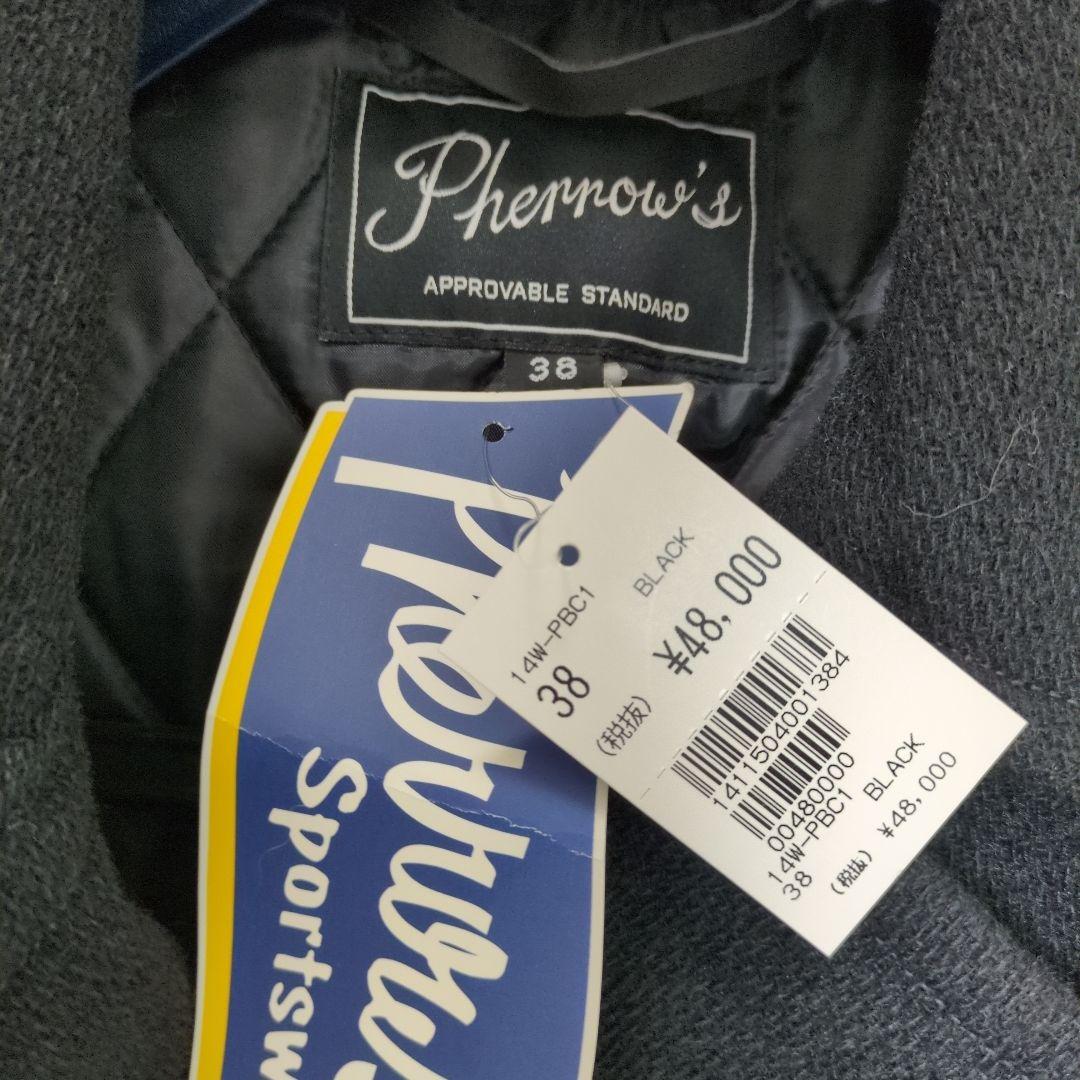 Pherrow's
APPROVABLE STANDARD
38
Pherrow's
Sportsw
14W-PBC1
BLACK
38
¥48,000
(税抜)
1411504001384
00480000
14W-PBC1
BLACK
38
(税抜)
¥48,000